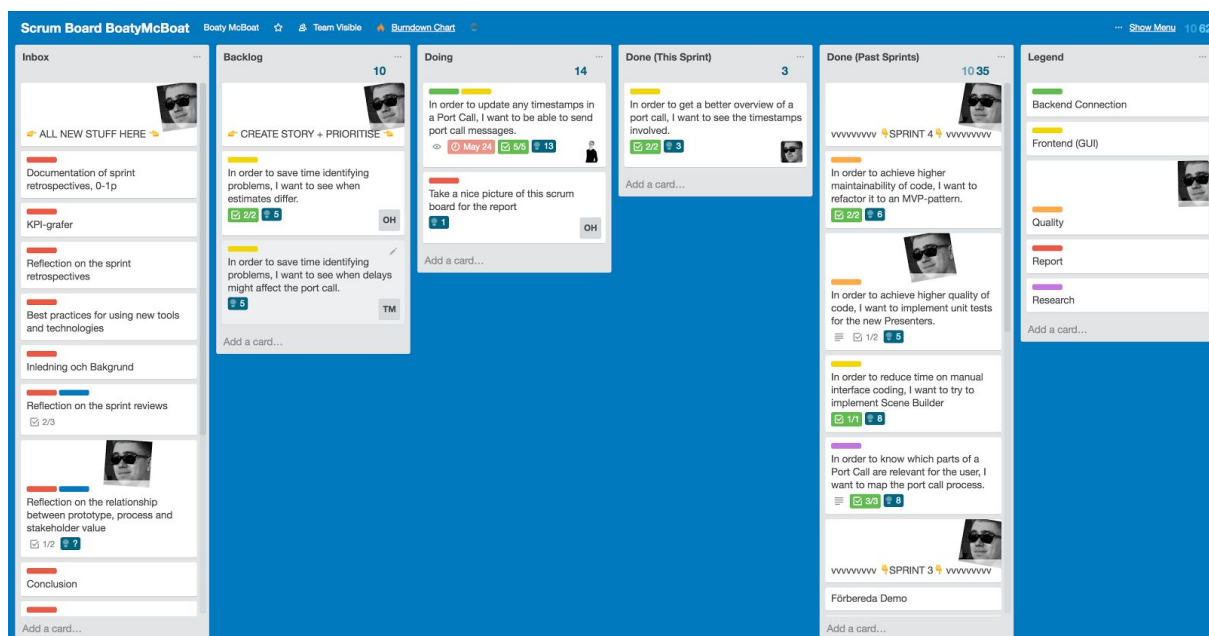 Scrum Board BoatyMcBoat Boaty McBoat Team Visible Burndown Chart ... Show Menu 10 62
Inbox ...
👉 ALL NEW STUFF HERE 👈
Documentation of sprint
retrospectives, 0-1p
KPI-grafer
Reflection on the sprint
retrospectives
Best practices for using new tools
and technologies
Inledning och Bakgrund
Reflection on the sprint reviews
2/3
Reflection on the relationship
between prototype, process and
stakeholder value
1/2 ?
Conclusion
Add a card...
Backlog ...
10
👉 CREATE STORY + PRIORITISE 👈
In order to save time identifying
problems, I want to see when
estimates differ.
2/2 5
OH
In order to save time identifying
problems, I want to see when delays
might affect the port call.
5
TM
Add a card...
Doing ...
14
In order to update any timestamps in
a Port Call, I want to be able to send
port call messages.
May 24 5/5 13
Take a nice picture of this scrum
board for the report
1
OH
Add a card...
Done (This Sprint) ...
3
In order to get a better overview of a
port call, I want to see the timestamps
involved.
2/2 3
Add a card...
Done (Past Sprints) ...
10 35
vvvvvvvv 👇SPRINT 4👇 vvvvvvvvv
In order to achieve higher
maintainability of code, I want to
refactor it to an MVP-pattern.
2/2 6
In order to achieve higher quality of
code, I want to implement unit tests
for the new Presenters.
1/2 5
In order to reduce time on manual
interface coding, I want to try to
implement Scene Builder
1/1 8
In order to know which parts of a
Port Call are relevant for the user, I
want to map the port call process.
3/3 8
vvvvvvvv 👇SPRINT 3👇 vvvvvvvvv
Förbereda Demo
Add a card...
Legend ...
Backend Connection
Frontend (GUI)
Quality
Report
Research
Add a card...